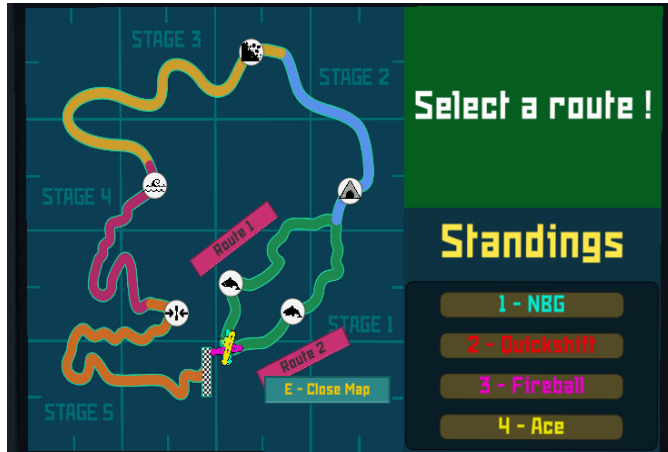 STAGE 3
STAGE 2
Select a route !
STAGE 4
Route 1
Standings
1 - NBG
STAGE 1
2 - Quickshift
Route 2
3 - Fireball
E - Close Map
STAGE 5
4 - Ace